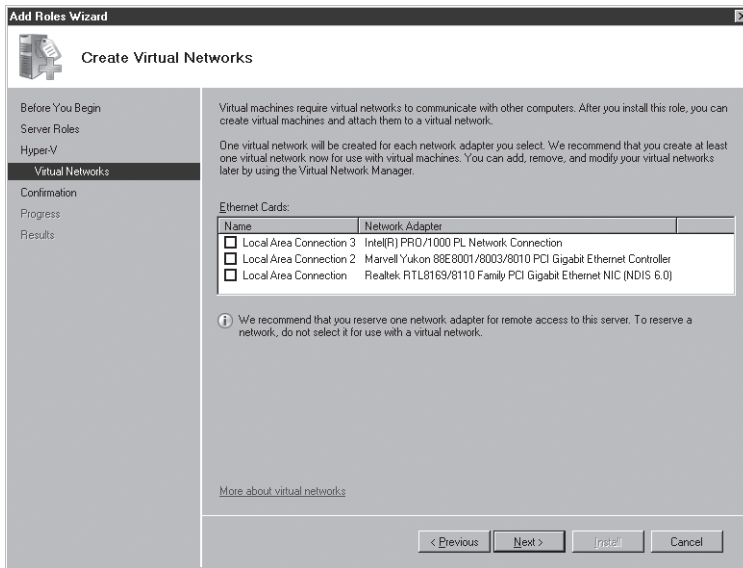 Add Roles Wizard
Create Virtual Networks
Before You Begin
Server Roles
Hyper-V
Virtual Networks
Confirmation
Progress
Results
Virtual machines require virtual networks to communicate with other computers. After you install this role, you can
create virtual machines and attach them to a virtual network.
One virtual network will be created for each network adapter you select. We recommend that you create at least
one virtual network now for use with virtual machines. You can add, remove, and modify your virtual networks
later by using the Virtual Network Manager.
Ethernet Cards:
Name Network Adapter
Local Area Connection 3 Intel(R) PRO/1000 PL Network Connection
Local Area Connection 2 Marvell Yukon 88E8001/8003/8010 PCI Gigabit Ethernet Controller
Local Area Connection Realtek RTL8169/8110 Family PCI Gigabit Ethernet NIC (NDIS 6.0)
We recommend that you reserve one network adapter for remote access to this server. To reserve a
network, do not select it for use with a virtual network.
More about virtual networks
< Previous Next > Install Cancel